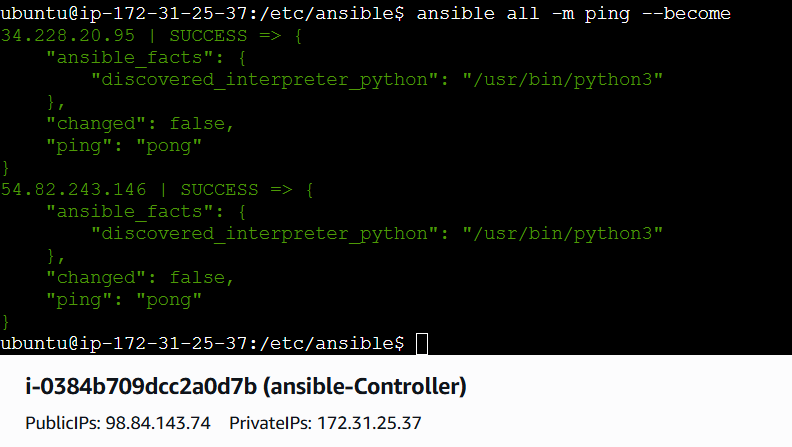 ubuntu@ip-172-31-25-37:/etc/ansible$ ansible all -m ping --become
34.228.20.95 | SUCCESS => {
    "ansible_facts": {
        "discovered_interpreter_python": "/usr/bin/python3"
    },
    "changed": false,
    "ping": "pong"
}
54.82.243.146 | SUCCESS => {
    "ansible_facts": {
        "discovered_interpreter_python": "/usr/bin/python3"
    },
    "changed": false,
    "ping": "pong"
}
ubuntu@ip-172-31-25-37:/etc/ansible$
i-0384b709dcc2a0d7b (ansible-Controller)
PublicIPs: 98.84.143.74    PrivateIPs: 172.31.25.37